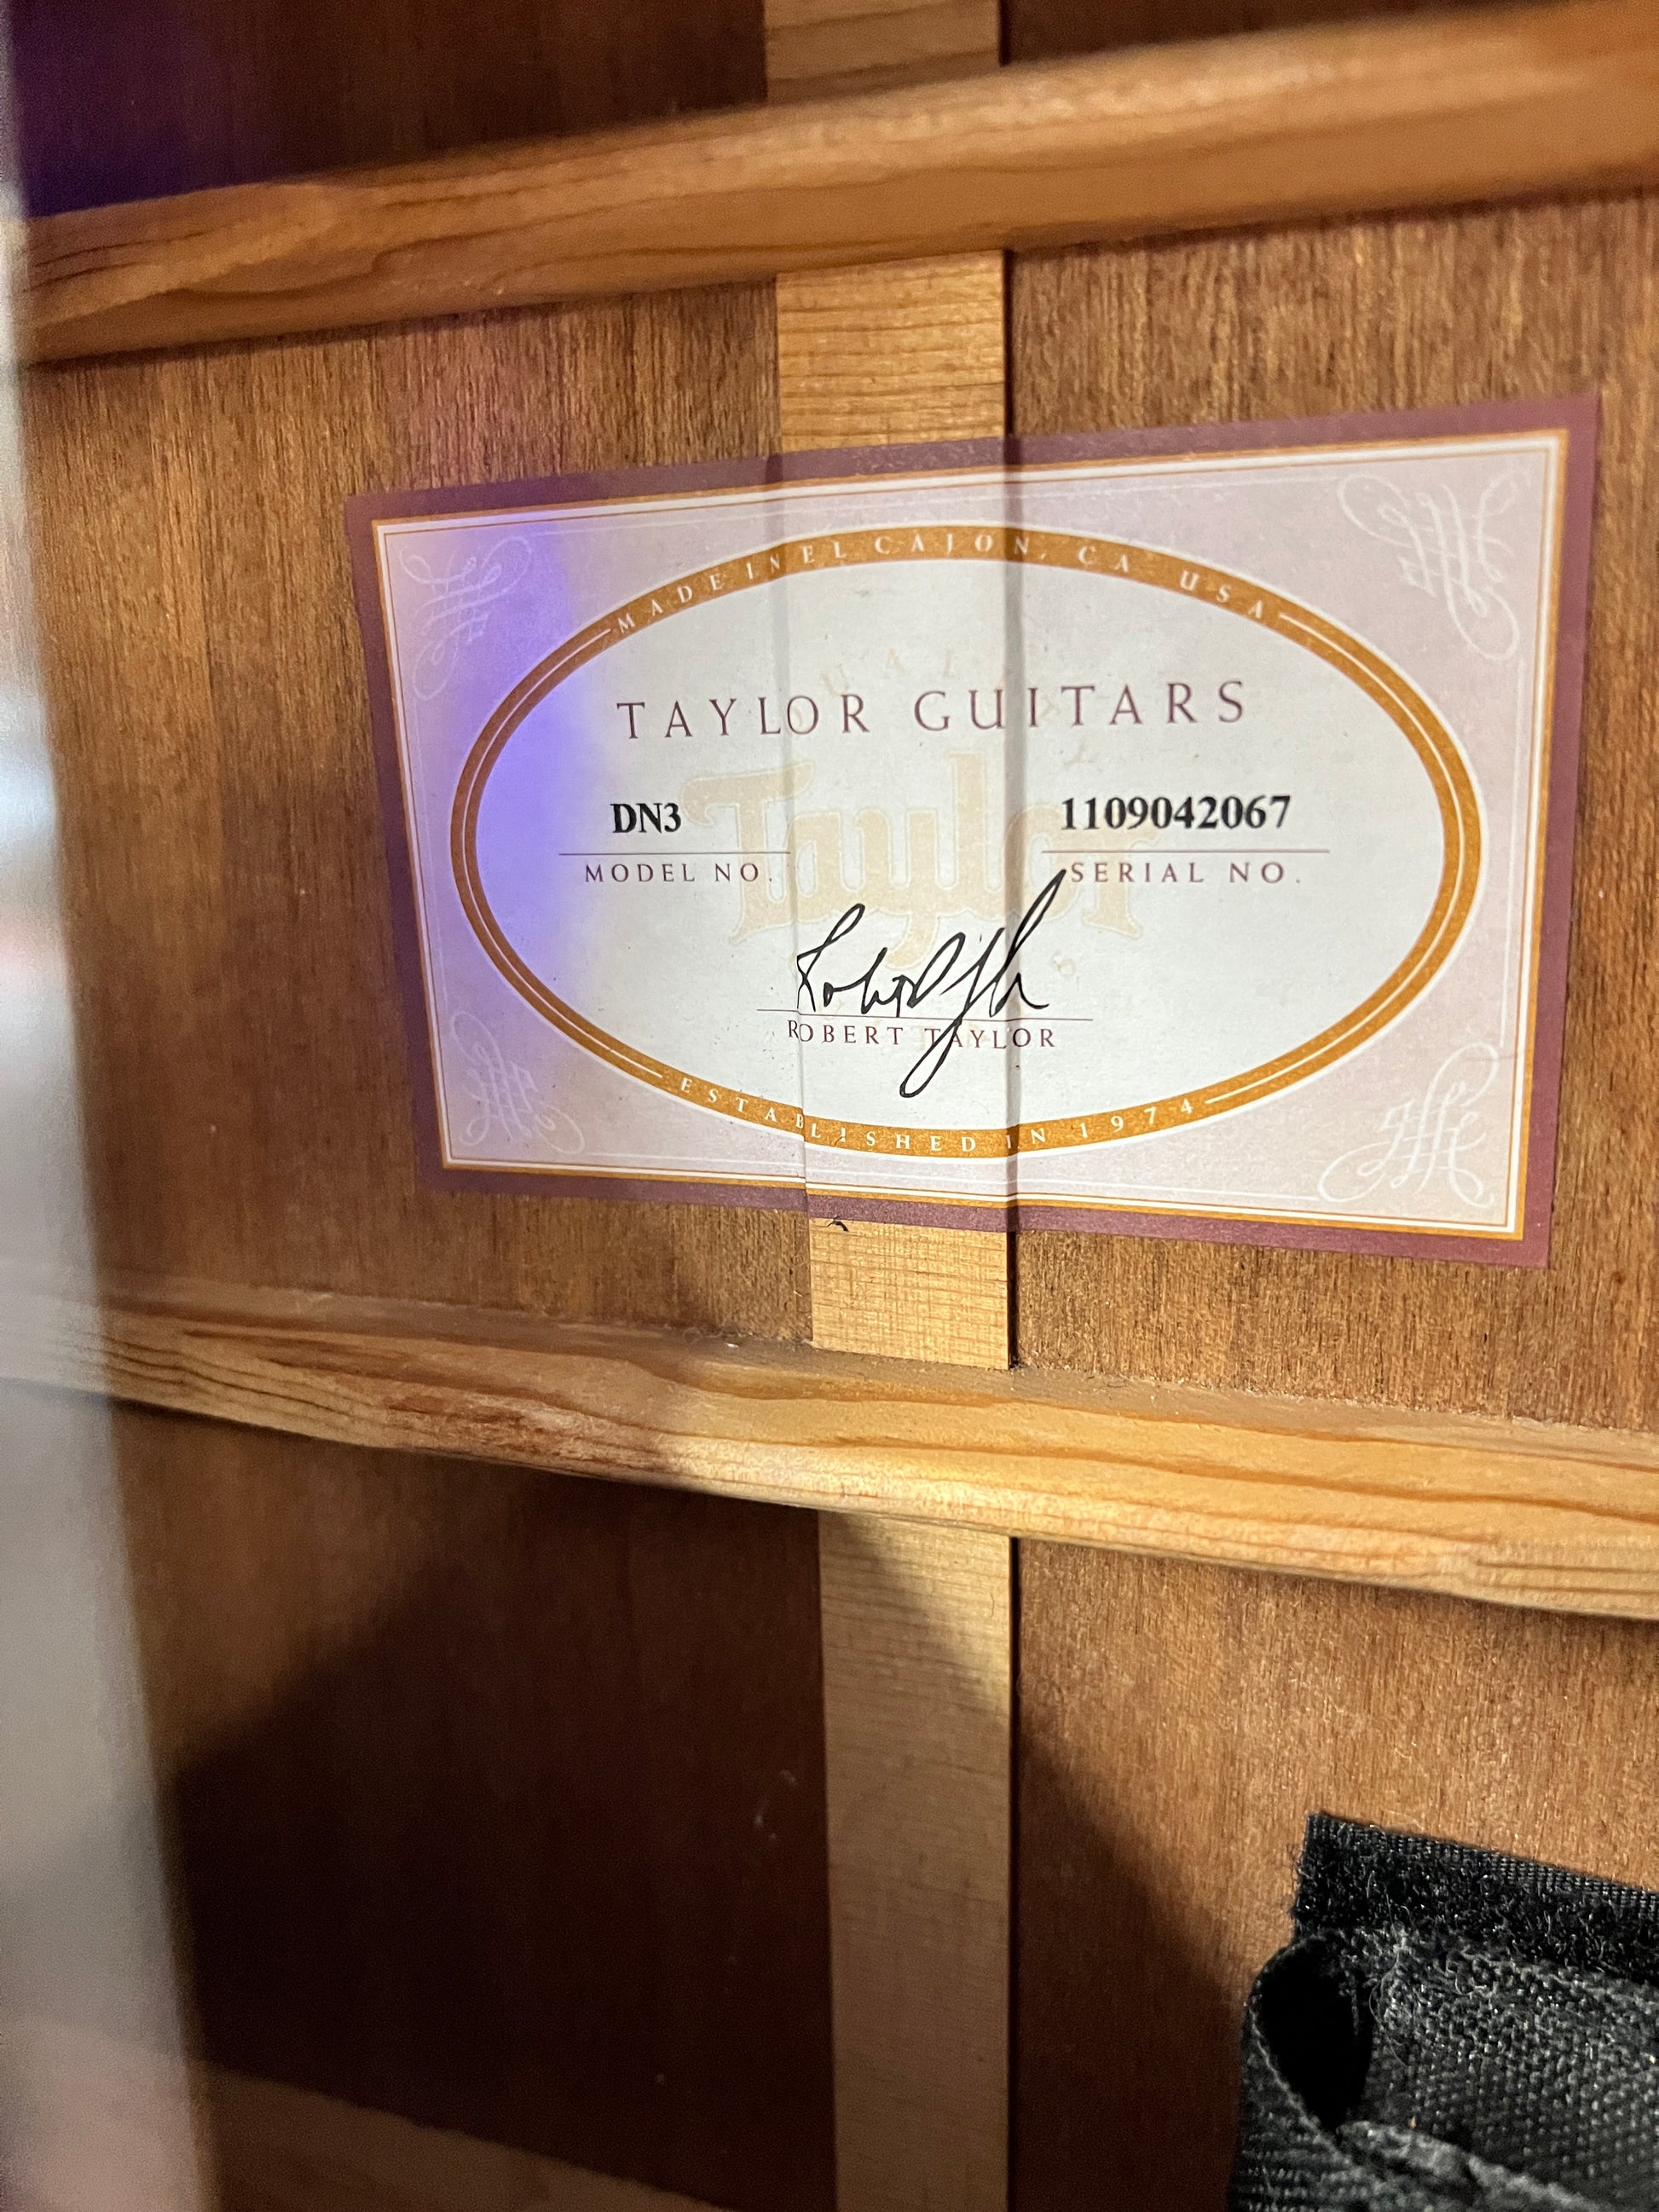 MADE IN EL CAJON, CA USA
TAYLOR GUITARS
Taylor
DN3
1109042067
MODEL NO.
SERIAL NO.
ROBERT TAYLOR
ESTABLISHED IN 1974